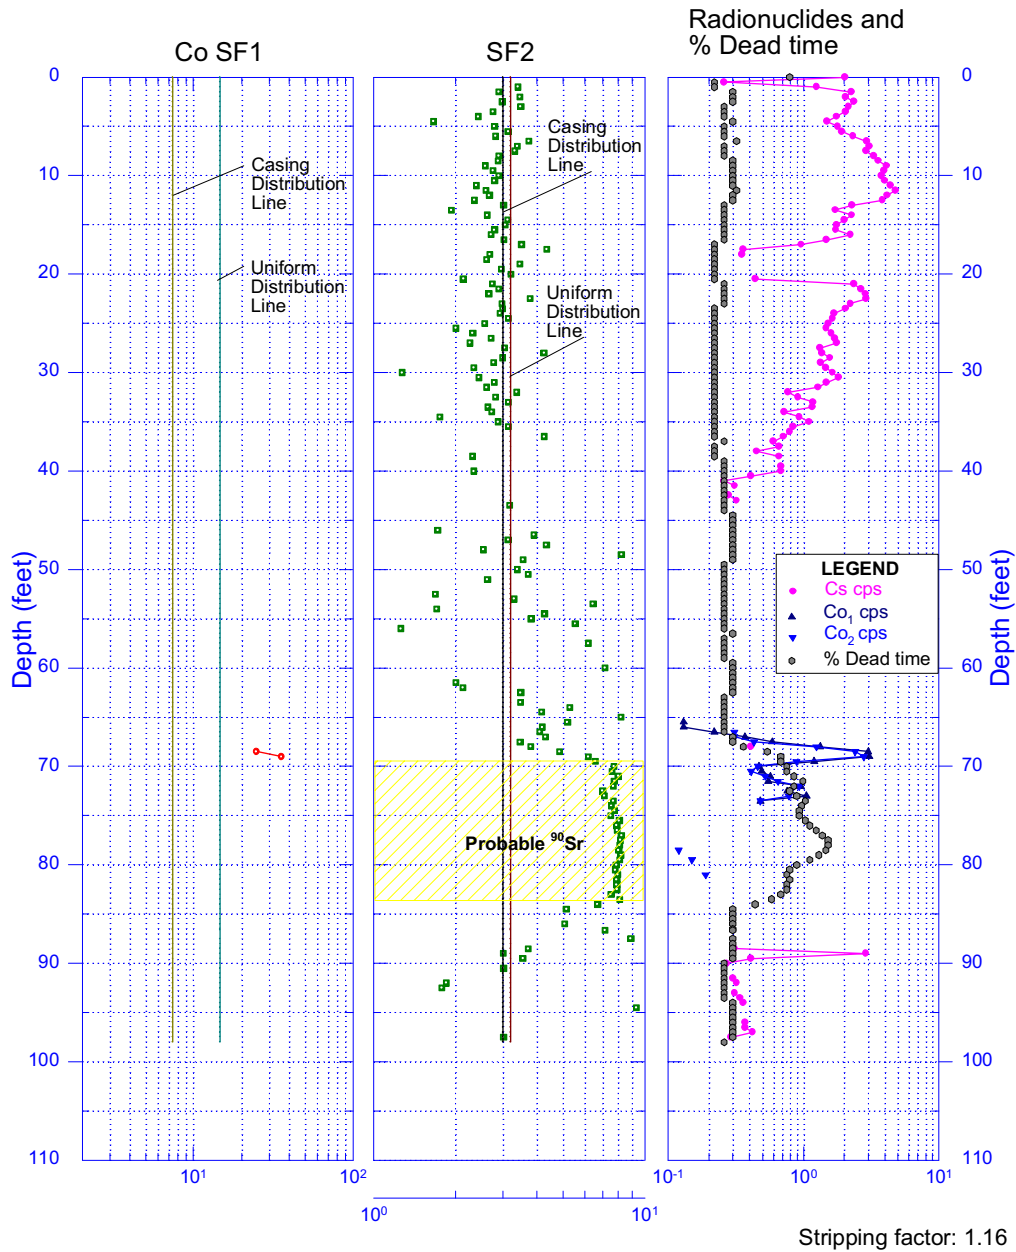 Radionuclides and
% Dead time
Co SF1
SF2
0
0
10
10
20
20
30
30
40
40
50
50
60
60
70
70
80
80
90
90
100
100
110
110
Depth (feet)
Depth (feet)
Casing
Distribution
Line
Uniform
Distribution
Line
Casing
Distribution
Line
Uniform
Distribution
Line
LEGEND
Cs cps
Co₁ cps
Co₂ cps
% Dead time
Probable ⁹⁰Sr
10¹
10²
10⁰
10¹
10⁻¹
10⁰
10¹
Stripping factor: 1.16